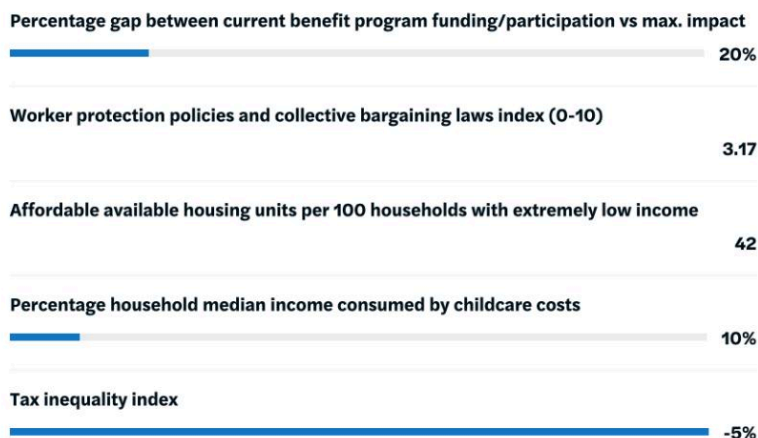 Percentage gap between current benefit program funding/participation vs max. impact
20%
Worker protection policies and collective bargaining laws index (0-10)
3.17
Affordable available housing units per 100 households with extremely low income
42
Percentage household median income consumed by childcare costs
10%
Tax inequality index
-5%